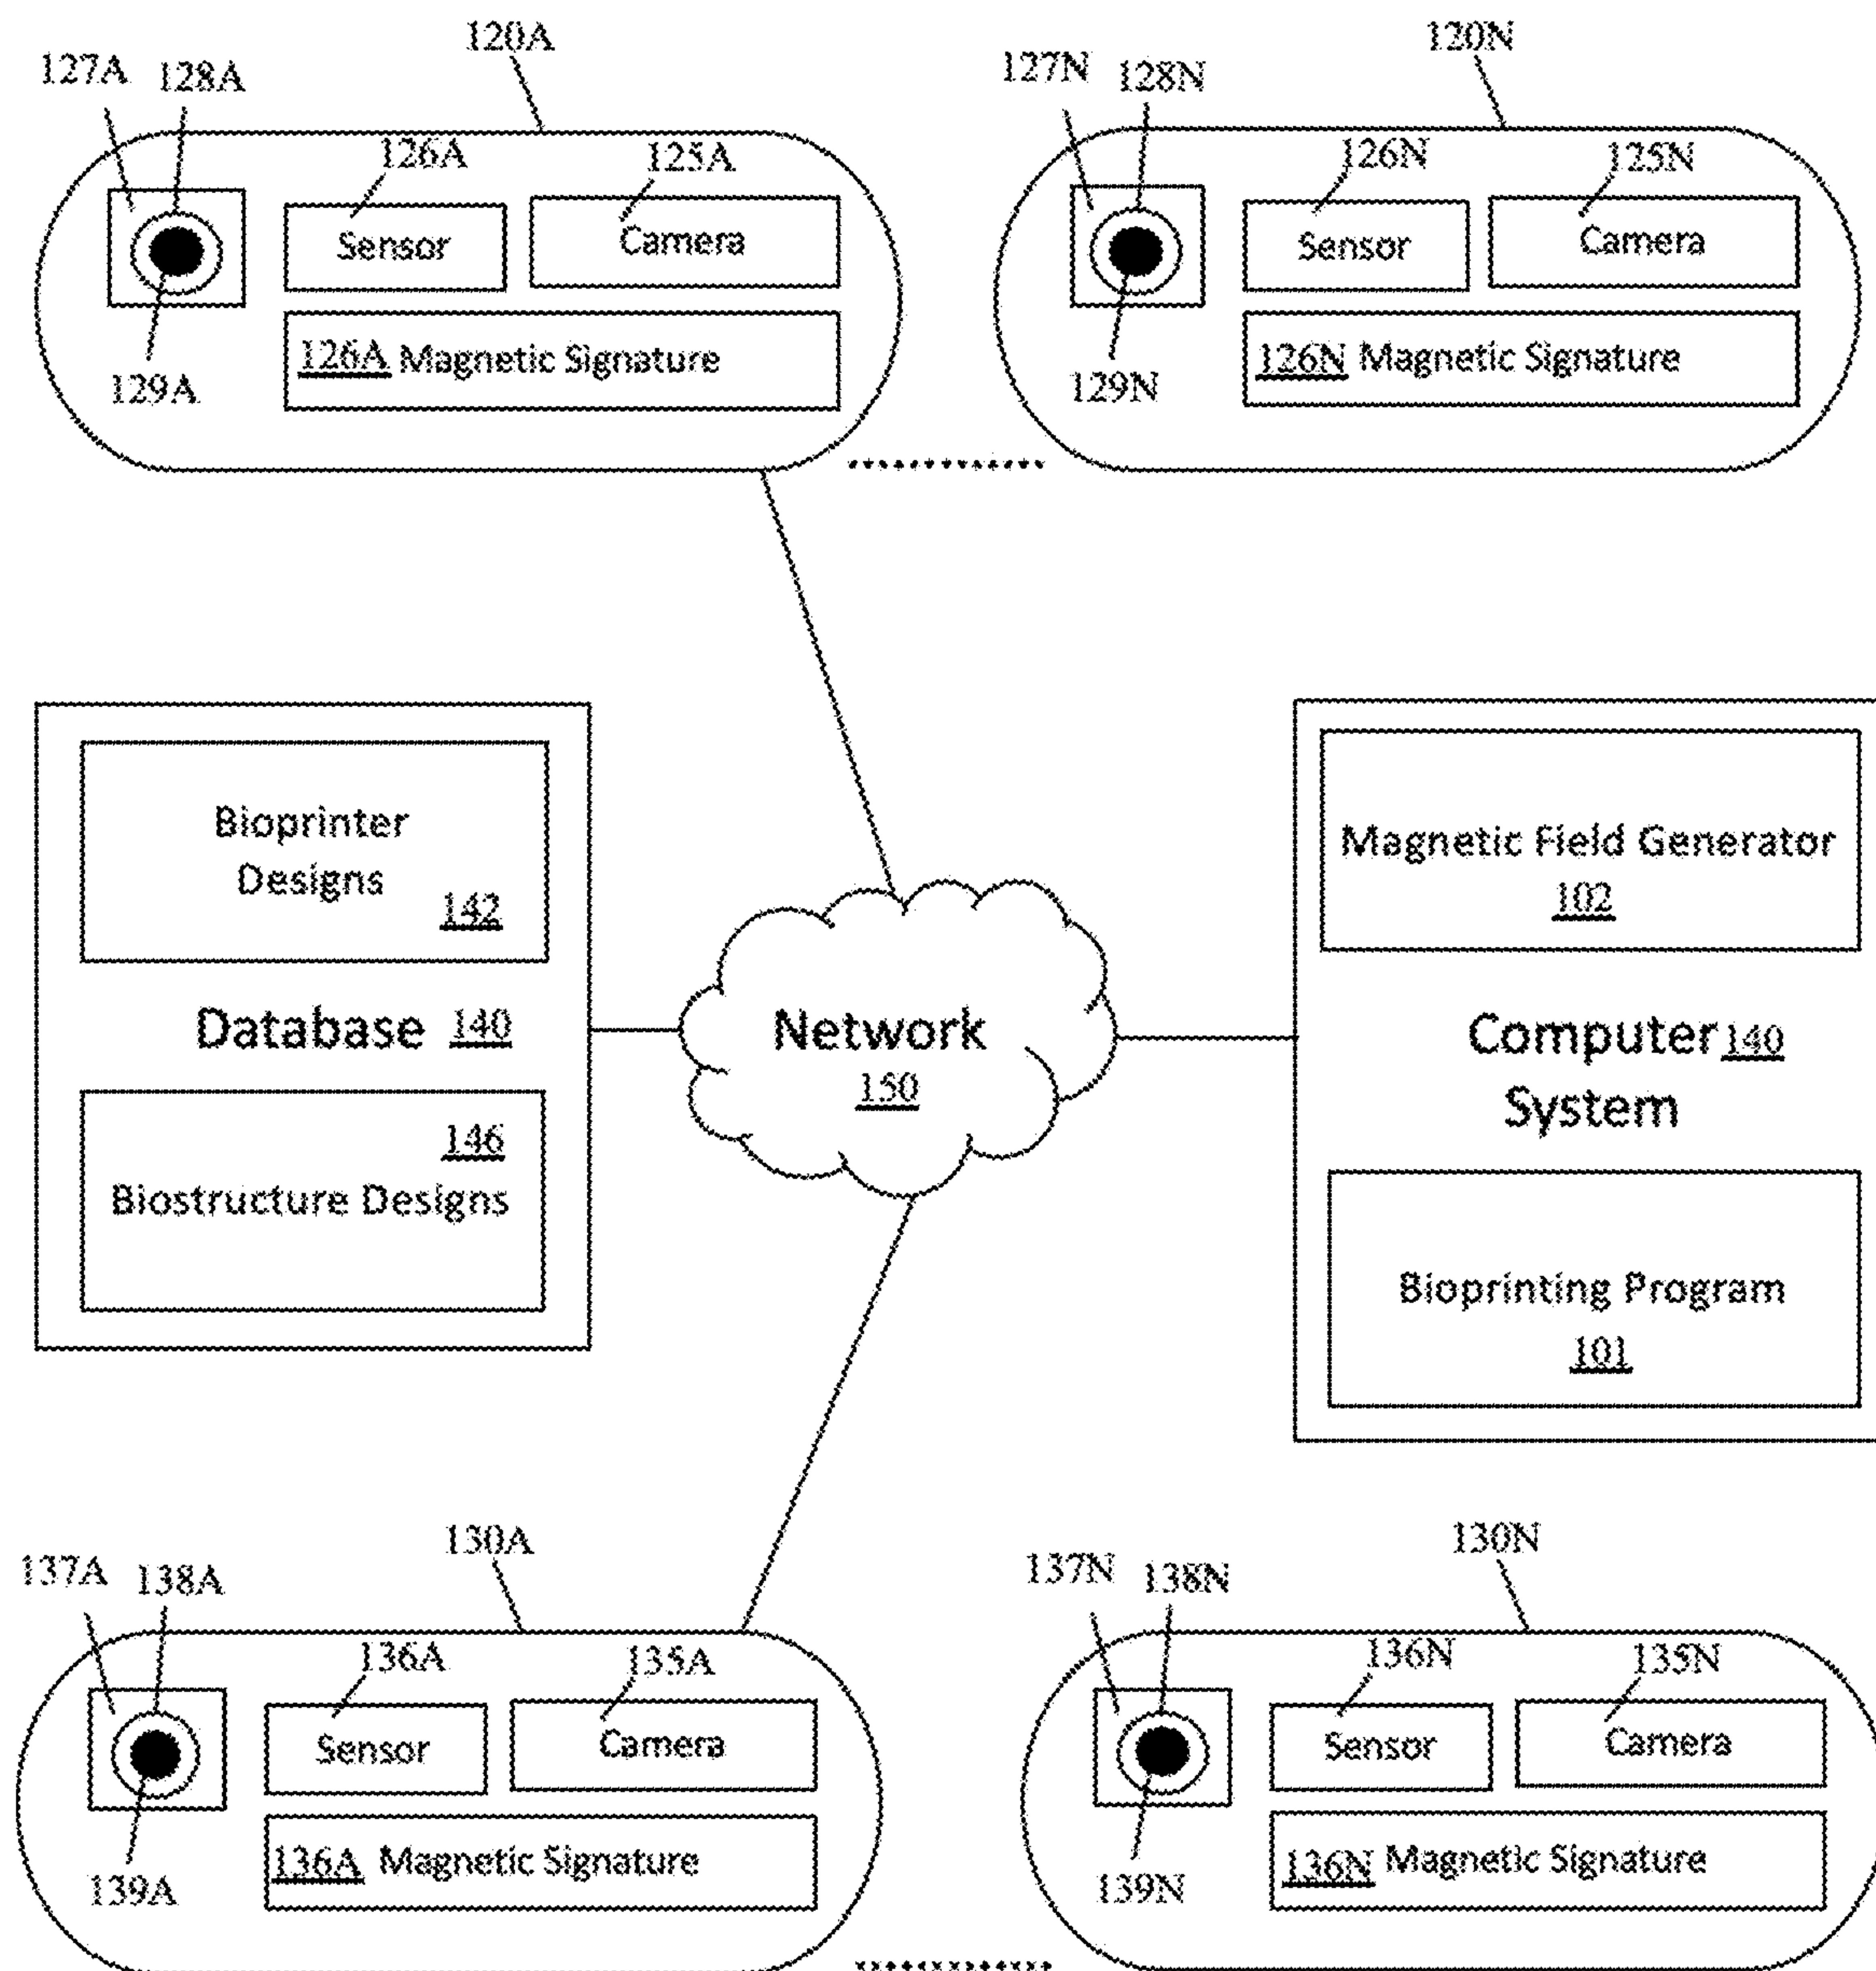 120A
120N
127A 128A
127N 128N
126A
125A
126N
125N
Sensor
Camera
Sensor
Camera
126A Magnetic Signature
126N Magnetic Signature
129A
129N
Bioprinter
Designs
142
Database 140
146
Biostructure Designs
Network
150
Magnetic Field Generator
102
Computer 140
System
Bioprinting Program
101
130A
130N
137A 138A
137N 138N
136A
135A
136N
135N
Sensor
Camera
Sensor
Camera
136A Magnetic Signature
136N Magnetic Signature
139A
139N